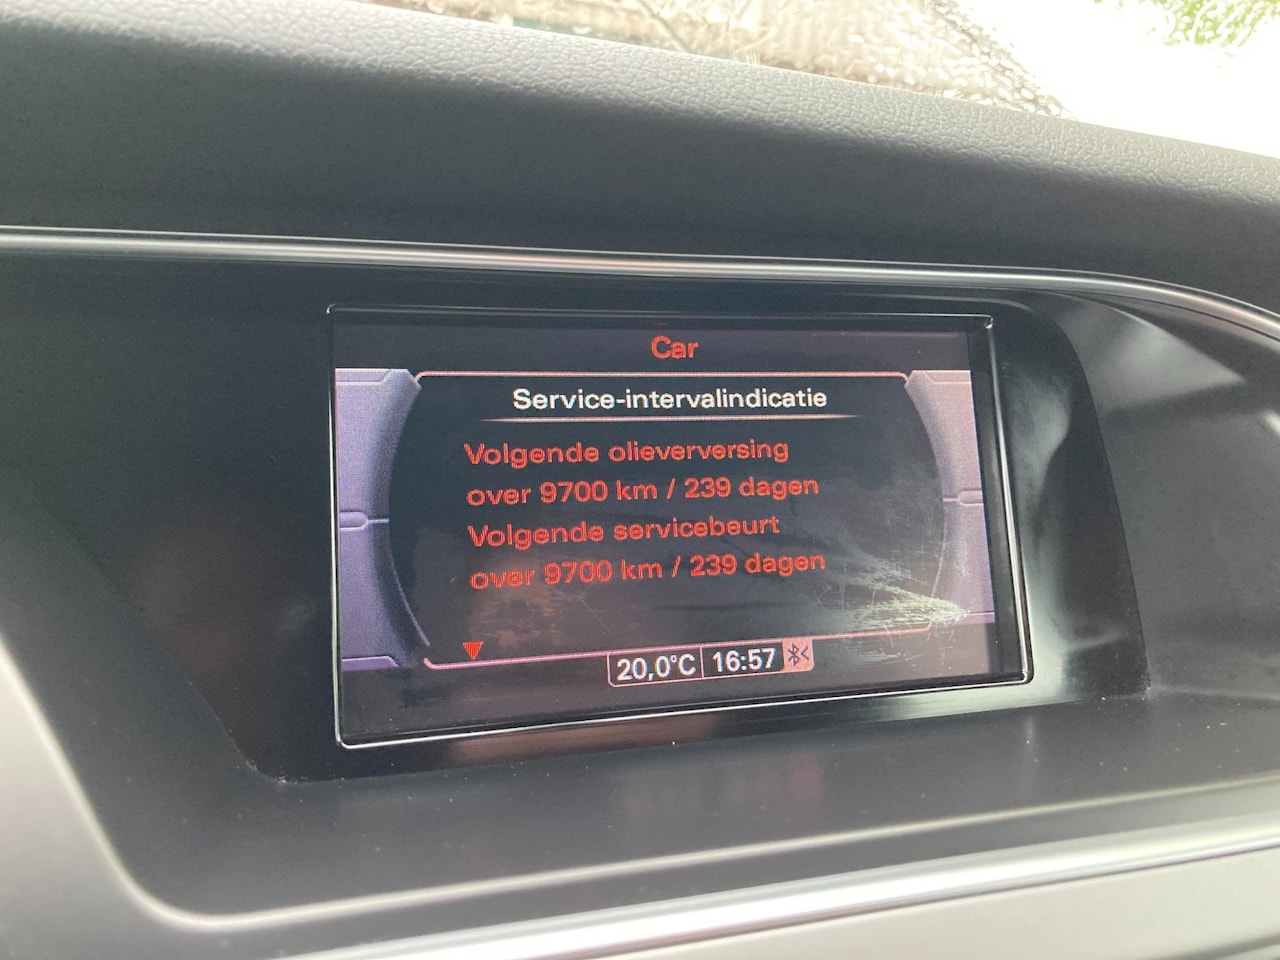 Car
Service-intervalindicatie
Volgende olieverversing
over 9700 km / 239 dagen
Volgende servicebeurt
over 9700 km / 239 dagen
20,0°C 16:57